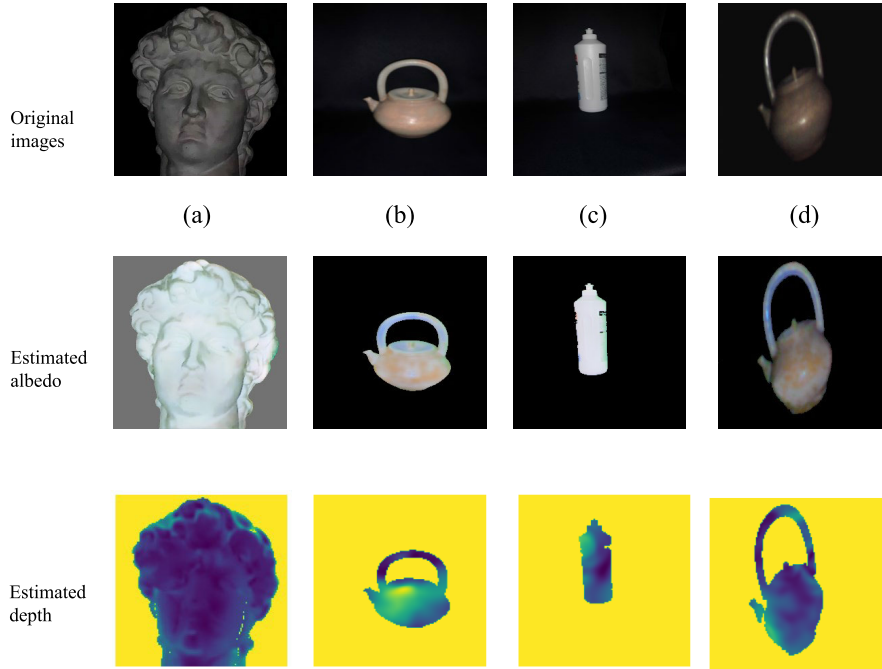 Original
images
(a)
(b)
(c)
(d)
Estimated
albedo
Estimated
depth